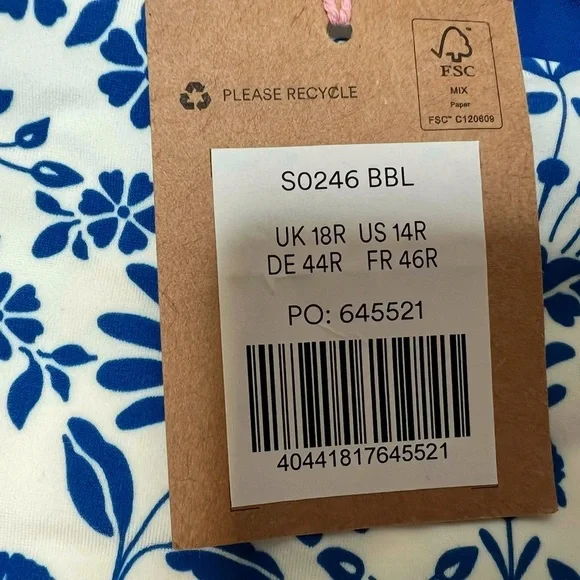 PLEASE RECYCLE
FSC
MIX
Paper
FSC™ C120609
S0246 BBL
UK 18R US 14R
DE 44R FR 46R
PO: 645521
40441817645521